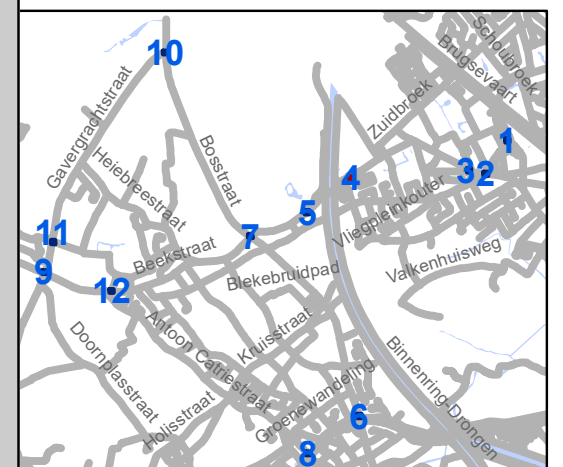 Schoubroek
Brugsevaart
10
Gavergrachtstraat
Zuidbroek
1
Bosstraat
Heiebreestraat
3
2
4
5
Vliegpleinkouter
11
7
Beekstraat
Valkenhuisweg
9
Blekebruidpad
12
Kruisstraat
Antoon Catriestraat
Doornplasstraat
Binnenring-Drongen
Groenewandeling
Holisstraat
6
8